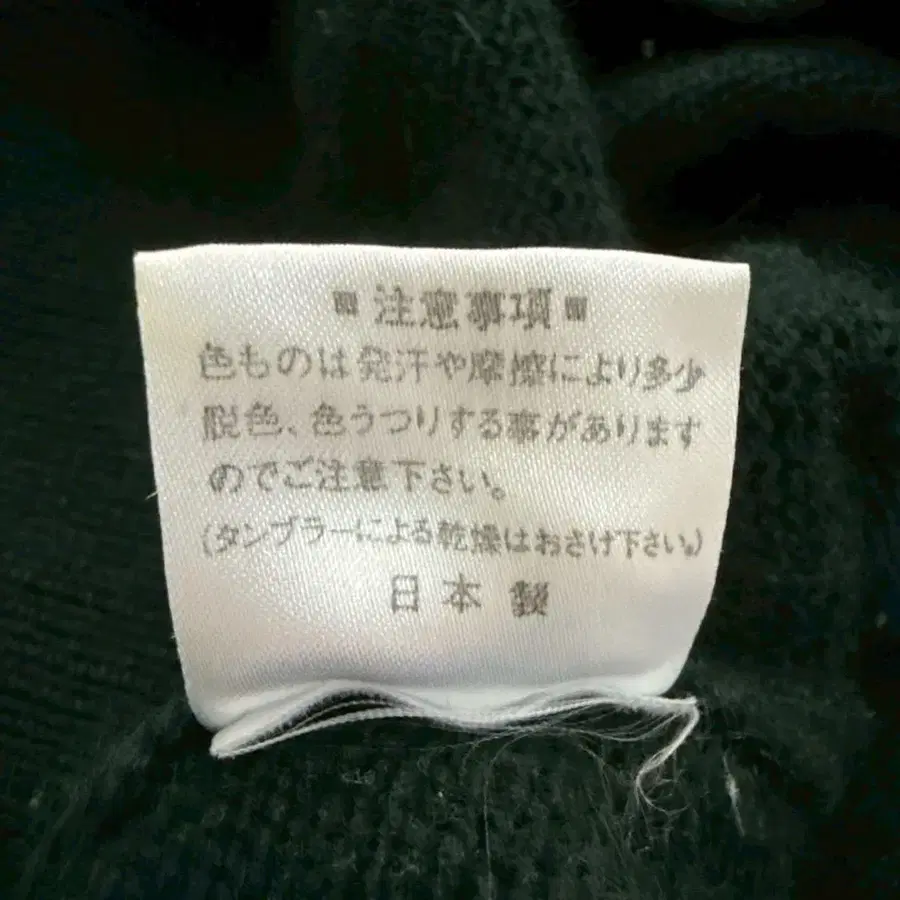 ■注意事項■
色ものは発汗や摩擦により多少
脱色、色うつりする事があります
のでご注意下さい。
(タンブラーによる乾燥はおさけ下さい。)
日本製